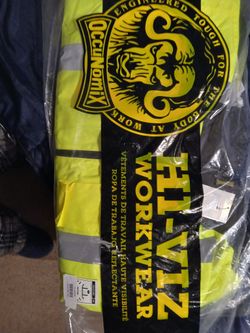 ENGINEERED TOUGH FOR THE BODY AT WORK
OCCUNOMIX
HI-VIZ
WORKWEAR
VÊTEMENTS DE TRAVAIL HAUTE VISIBILITÉ
ROPA DE TRABAJO REFLECTANTE